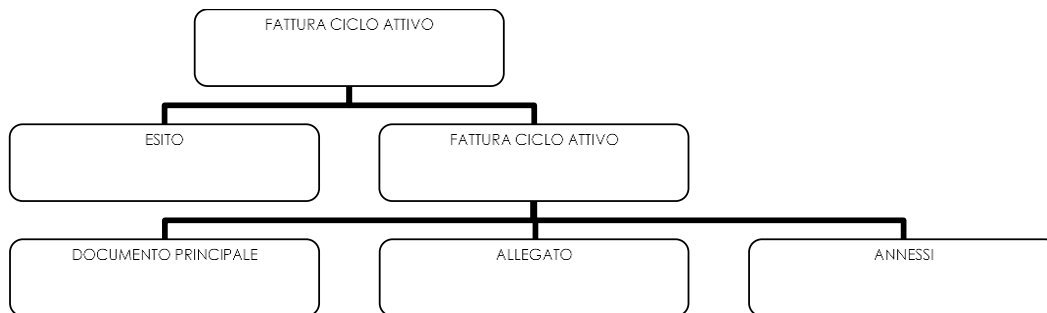 FATTURA CICLO ATTIVO
ESITO
FATTURA CICLO ATTIVO
DOCUMENTO PRINCIPALE
ALLEGATO
ANNESSI